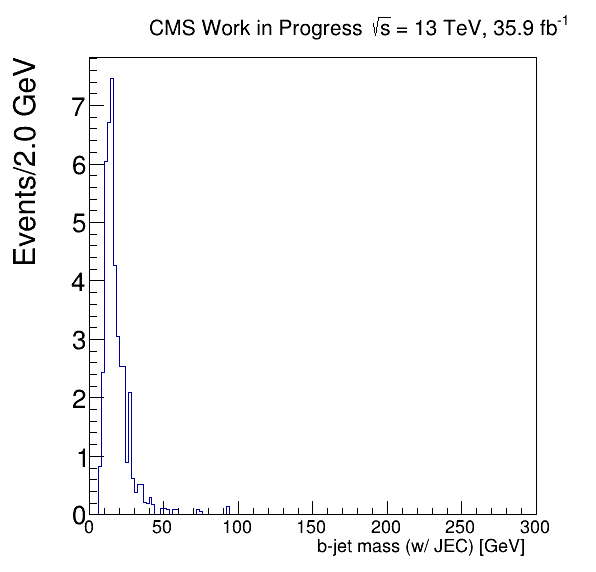 CMS Work in Progress √s = 13 TeV, 35.9 fb⁻¹
Events/2.0 GeV
7
6
5
4
3
2
1
0
0 50 100 150 200 250 300
b-jet mass (w/ JEC) [GeV]